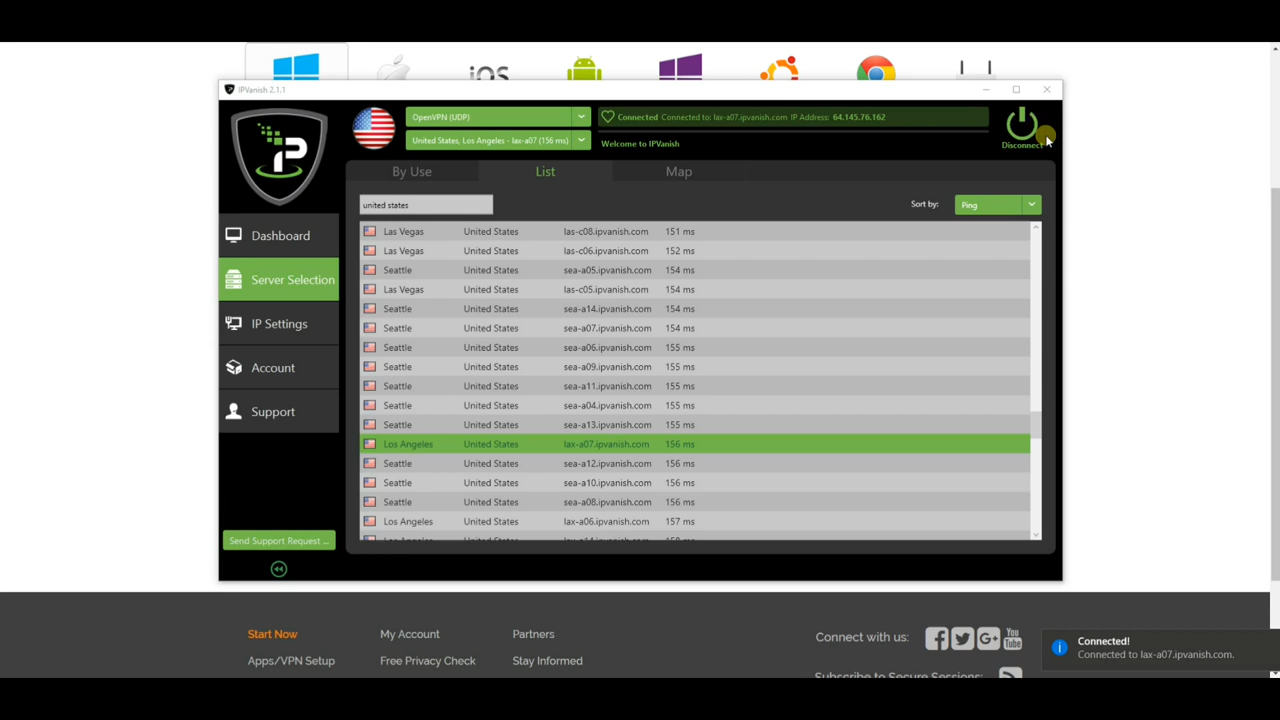 iOS
IPVanish 2.1.1
OpenVPN (UDP)
Connected Connected to: lax-a07.ipvanish.com IP Address: 64.145.76.162
United States, Los Angeles - lax-a07 (156 ms)
Welcome to IPVanish
Disconnect
By Use
List
Map
united states
Sort by:
Ping
Dashboard
Server Selection
IP Settings
Account
Support
Send Support Request ...
Las Vegas United States las-c08.ipvanish.com 151 ms
Las Vegas United States las-c06.ipvanish.com 152 ms
Seattle United States sea-a05.ipvanish.com 154 ms
Las Vegas United States las-c05.ipvanish.com 154 ms
Seattle United States sea-a14.ipvanish.com 154 ms
Seattle United States sea-a07.ipvanish.com 154 ms
Seattle United States sea-a06.ipvanish.com 155 ms
Seattle United States sea-a09.ipvanish.com 155 ms
Seattle United States sea-a11.ipvanish.com 155 ms
Seattle United States sea-a04.ipvanish.com 155 ms
Seattle United States sea-a13.ipvanish.com 155 ms
Los Angeles United States lax-a07.ipvanish.com 156 ms
Seattle United States sea-a12.ipvanish.com 156 ms
Seattle United States sea-a10.ipvanish.com 156 ms
Seattle United States sea-a08.ipvanish.com 156 ms
Los Angeles United States lax-a06.ipvanish.com 157 ms
Start Now
My Account
Partners
Connect with us:
You Tube
Apps/VPN Setup
Free Privacy Check
Stay Informed
Subscribe to Secure Sessions:
Connected!
Connected to lax-a07.ipvanish.com.